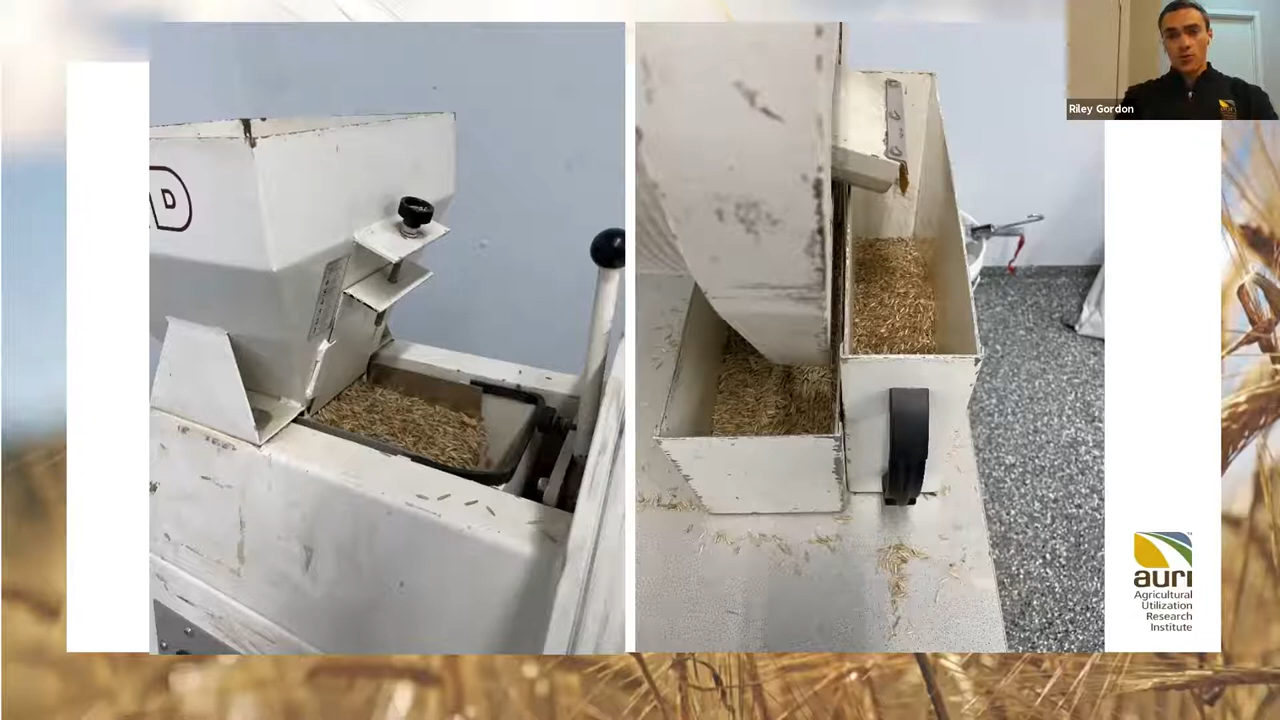 Riley Gordon
auri
Agricultural
Utilization
Research
Institute